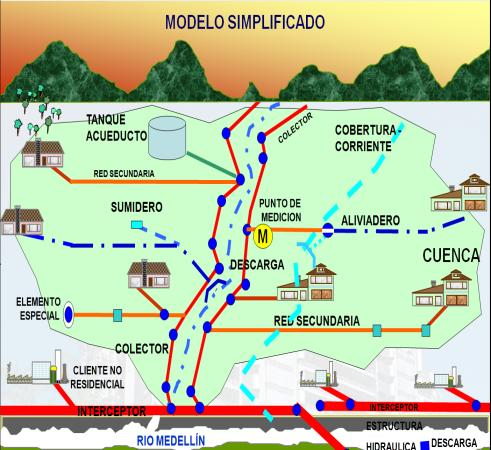 MODELO SIMPLIFICADO
TANQUE
ACUEDUCTO
COLECTOR
COBERTURA -
CORRIENTE
RED SECUNDARIA
SUMIDERO
PUNTO DE
MEDICION
M
ALIVIADERO
DESCARGA
CUENCA
ELEMENTO
ESPECIAL
RED SECUNDARIA
COLECTOR
CLIENTE NO
RESIDENCIAL
INTERCEPTOR
INTERCEPTOR
ESTRUCTURA
RIO MEDELLÍN
HIDRAULICA
DESCARGA